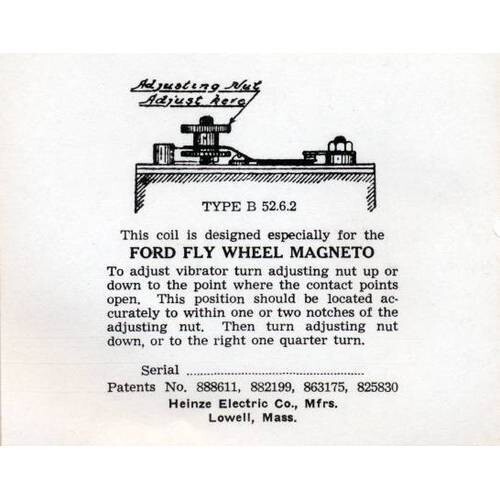 Adjusting Nut
Adjust here
TYPE B 52.6.2
This coil is designed especially for the
FORD FLY WHEEL MAGNETO
To adjust vibrator turn adjusting nut up or
down to the point where the contact points
open. This position should be located ac-
curately to within one or two notches of the
adjusting nut. Then turn adjusting nut
down, or to the right one quarter turn.
Serial ................................................
Patents No. 888611, 882199, 863175, 825830
Heinze Electric Co., Mfrs.
Lowell, Mass.